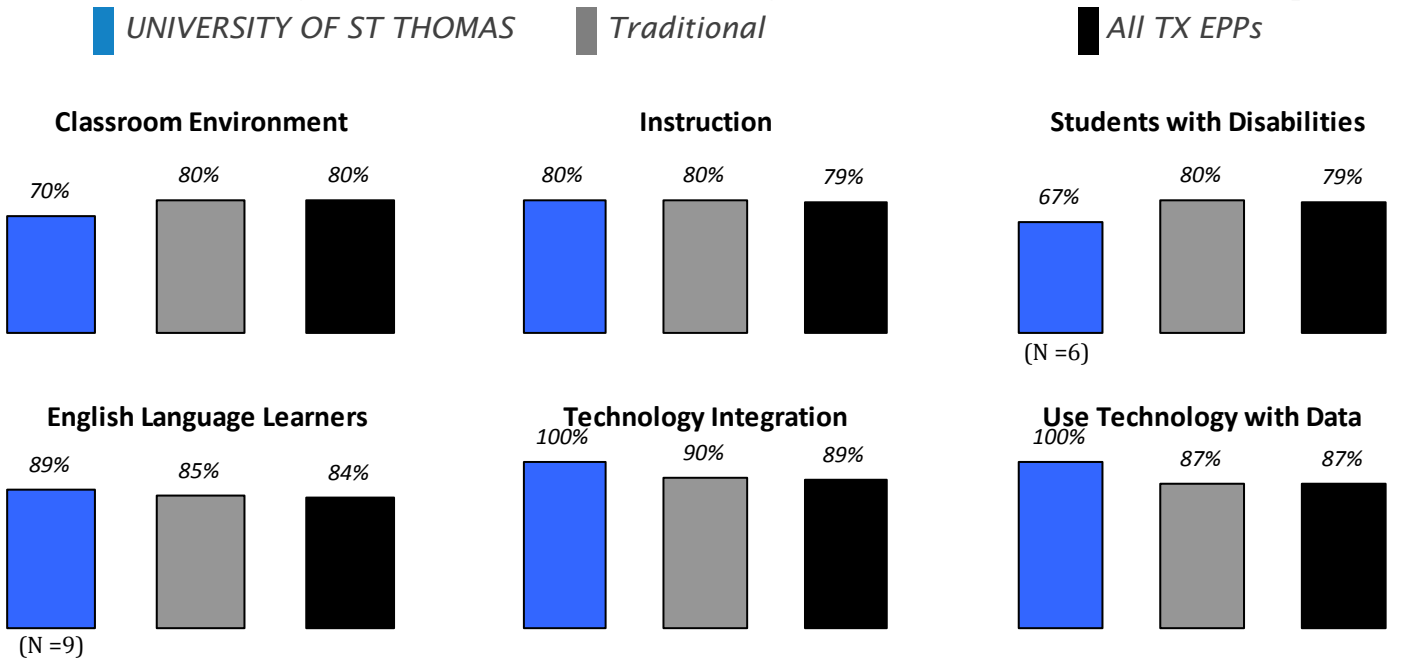 UNIVERSITY OF ST THOMAS Traditional All TX EPPs
Classroom Environment Instruction Students with Disabilities
70% 80% 80% 80% 80% 79% 67% 80% 79%
(N =6)
English Language Learners Technology Integration Use Technology with Data
89% 85% 84% 100% 90% 89% 100% 87% 87%
(N =9)